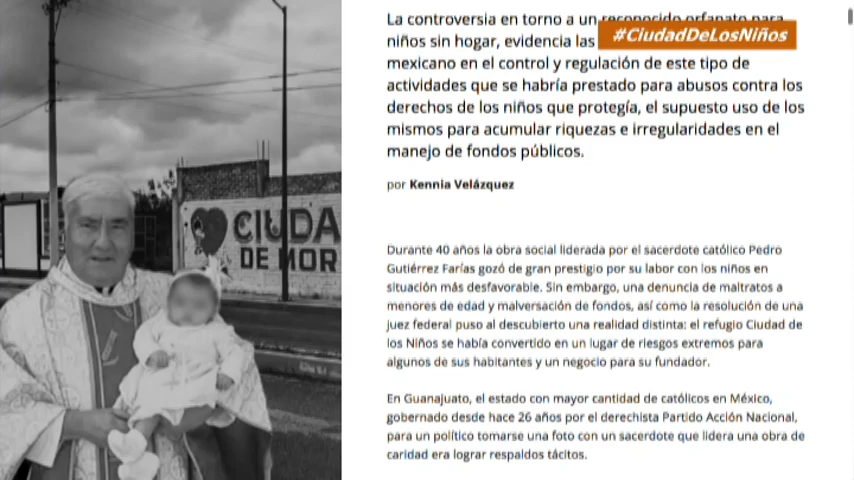 La controversia en torno a un reconocido orfanato para
niños sin hogar, evidencia las
#CiudadDeLosNiños
mexicano en el control y regulación de este tipo de
actividades que se habría prestado para abusos contra los
derechos de los niños que protegía, el supuesto uso de los
mismos para acumular riquezas e irregularidades en el
manejo de fondos públicos.
por Kennia Velázquez
Durante 40 años la obra social liderada por el sacerdote católico Pedro
Gutiérrez Farías gozó de gran prestigio por su labor con los niños en
situación más desfavorable. Sin embargo, una denuncia de maltratos a
menores de edad y malversación de fondos, así como la resolución de una
juez federal puso al descubierto una realidad distinta: el refugio Ciudad de
los Niños se había convertido en un lugar de riesgos extremos para
algunos de sus habitantes y un negocio para su fundador.
En Guanajuato, el estado con mayor cantidad de católicos en México,
gobernado desde hace 26 años por el derechista Partido Acción Nacional,
para un político tomarse una foto con un sacerdote que lidera una obra de
caridad era lograr respaldos tácitos.
CIUDA
DE MOR